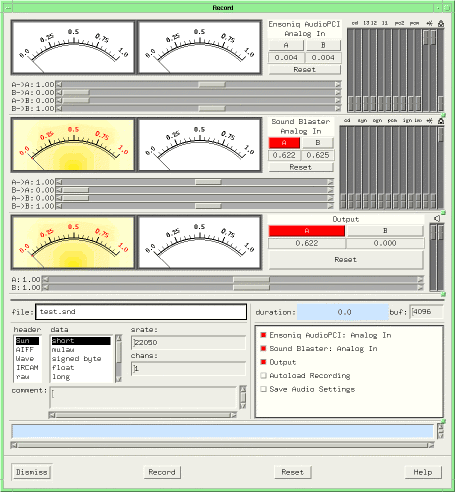 Record
0.0 0.25 0.5 0.75 1.0
0.0 0.25 0.5 0.75 1.0
Ensoniq AudioPCI
Analog In
A B
0.004 0.004
Reset
cd l3 l2 l1 pc2 pcm
A->A: 1.00
B->A: 0.00
A->B: 0.00
B->B: 1.00
0.0 0.25 0.5 0.75 1.0
0.0 0.25 0.5 0.75 1.0
Sound Blaster
Analog In
A B
0.622 0.625
Reset
cd syn ogn pcm ign lno
A->A: 1.00
B->A: 0.00
A->B: 0.00
B->B: 1.00
0.0 0.25 0.5 0.75 1.0
0.0 0.25 0.5 0.75 1.0
Output
A B
0.622 0.000
Reset
A: 1.00
B: 1.00
file: test.snd
duration: 0.0 buf: 4096
header data srate:
Sun short 22050
AIFF mulaw
Wave signed byte chans:
IRCAM float 1
raw long
comment:
Ensoniq AudioPCI: Analog In
Sound Blaster: Analog In
Output
Autoload Recording
Save Audio Settings
Dismiss Record Reset Help